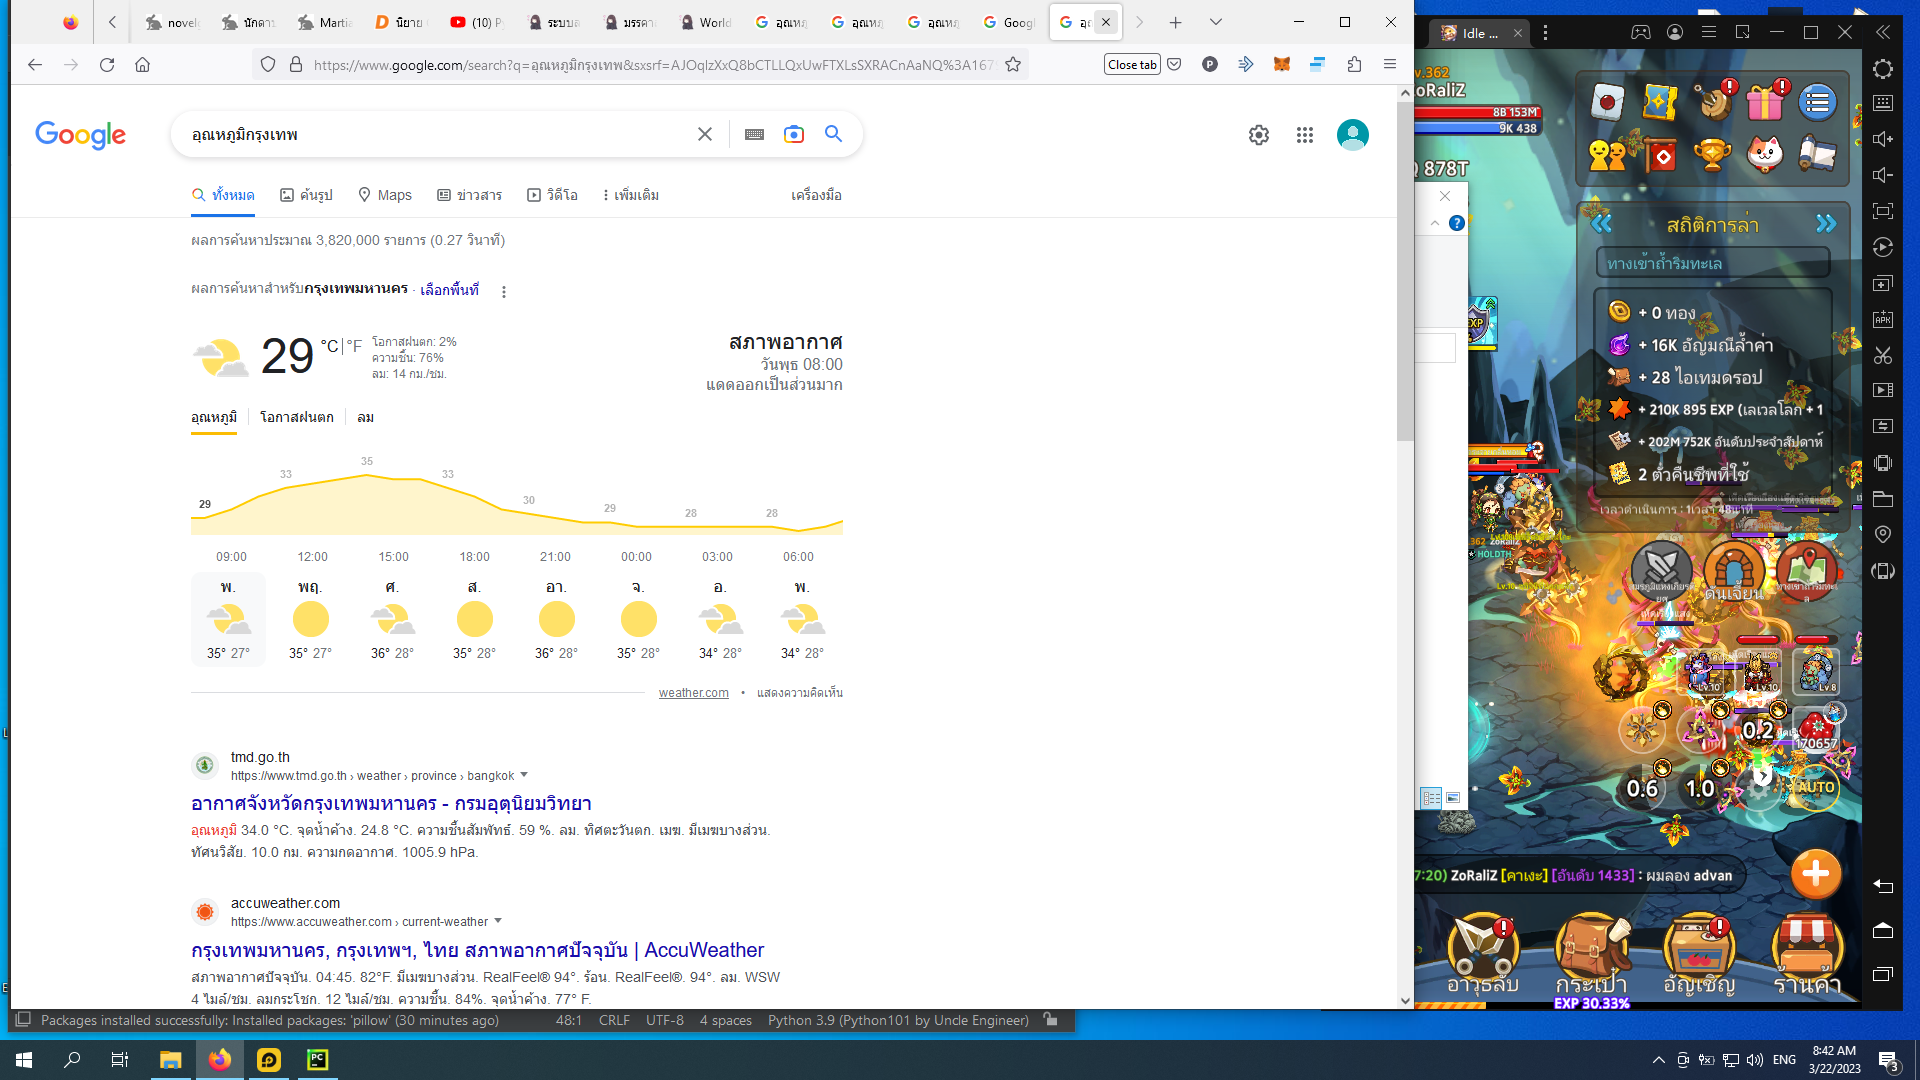 novel
นักดาบ
Martia
นิยาย
(10) P
ระบบล
มรรคา
World
อุณหภู
อุณหภู
อุณหภู
Googl
https://www.google.com/search?q=อุณหภูมิกรุงเทพ&sxsrf=AJOqlzXxQ8bCTLLQxUwFTXLsSXRACnAaNQ%3A167
Close tab
Google
อุณหภูมิกรุงเทพ
ทั้งหมด
ค้นรูป
Maps
ข่าวสาร
วิดีโอ
เพิ่มเติม
เครื่องมือ
ผลการค้นหาประมาณ 3,820,000 รายการ (0.27 วินาที)
ผลการค้นหาสำหรับกรุงเทพมหานคร · เลือกพื้นที่
29 °C|°F
โอกาสฝนตก: 2%
ความชื้น: 76%
ลม: 14 กม./ชม.
สภาพอากาศ
วันพุธ 08:00
แดดออกเป็นส่วนมาก
อุณหภูมิ | โอกาสฝนตก | ลม
29 33 35 33 30 29 28 28
09:00 12:00 15:00 18:00 21:00 00:00 03:00 06:00
พ. พฤ. ศ. ส. อา. จ. อ. พ.
35° 27° 35° 27° 36° 28° 35° 28° 36° 28° 35° 28° 34° 28° 34° 28°
weather.com • แสดงความคิดเห็น
tmd.go.th
https://www.tmd.go.th › weather › province › bangkok
อากาศจังหวัดกรุงเทพมหานคร - กรมอุตุนิยมวิทยา
อุณหภูมิ 34.0 °C. จุดน้ำค้าง. 24.8 °C. ความชื้นสัมพัทธ์. 59 %. ลม. ทิศตะวันตก. เมฆ. มีเมฆบางส่วน.
ทัศนวิสัย. 10.0 กม. ความกดอากาศ. 1005.9 hPa.
accuweather.com
https://www.accuweather.com › current-weather
กรุงเทพมหานคร, กรุงเทพฯ, ไทย สภาพอากาศปัจจุบัน | AccuWeather
สภาพอากาศปัจจุบัน. 04:45. 82°F. มีเมฆบางส่วน. RealFeel® 94°. ร้อน. RealFeel®. 94°. ลม. WSW
4 ไมล์/ชม. ลมกระโชก. 12 ไมล์/ชม. ความชื้น. 84%. จุดน้ำค้าง. 77° F.
Packages installed successfully: Installed packages: 'pillow' (30 minutes ago)
48:1 CRLF UTF-8 4 spaces Python 3.9 (Python101 by Uncle Engineer)
Idle ...
v.362
ZoRaliZ
8B 153M
9K 438
Q 878T
EXP
สถิติการล่า
ทางเข้าถ้ำริมทะเล
+ 0 ทอง
+ 16K อัญมณีล้ำค่า
+ 28 ไอเทมดรอป
+ 210K 895 EXP (เลเวลโลก + 1
+ 202M 752K อันดับประจำสัปดาห์
2 ตั๋วคืนชีพที่ใช้
เวลาดำเนินการ : 1เวลา 48นาที
362 ZoRaliZ
HOLDTH
ดันเจี้ยน
ทางเข้าถ้ำริมทะเล
Lv.10
Lv.10
Lv 8
0.2
170657
0.6
1.0
AUTO
7:20) ZoRaliZ [คาเงะ] [อันดับ 1433] : ผมลอง advan
อาวุธลับ
กระเป๋า
อัญเชิญ
ร้านค้า
EXP 30.33%
APK
PC
ENG
8:42 AM
3/22/2023
3